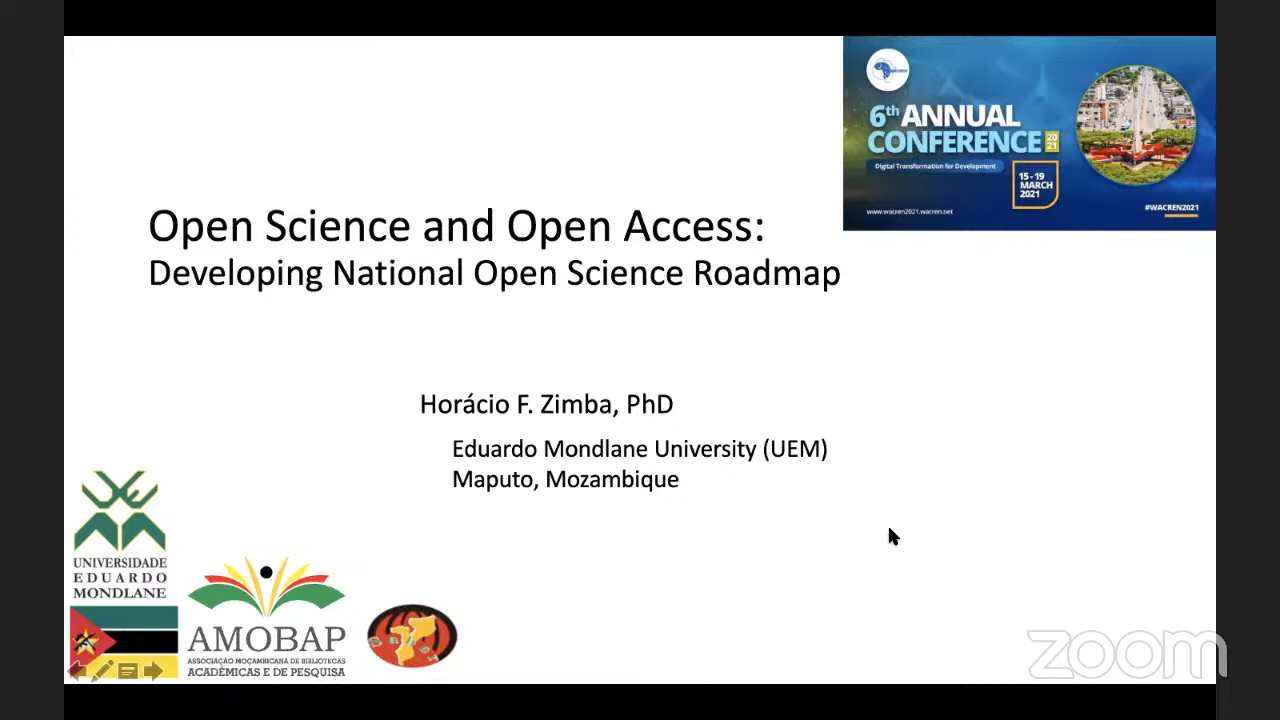 6th ANNUAL
CONFERENCE 2021
Digital Transformation for Development
15 - 19
MARCH
2021
www.wacren2021.wacren.net
#WACREN2021
Open Science and Open Access:
Developing National Open Science Roadmap
Horácio F. Zimba, PhD
Eduardo Mondlane University (UEM)
Maputo, Mozambique
UNIVERSIDADE
EDUARDO
MONDLANE
AMOBAP
ASSOCIAÇÃO MOÇAMBICANA DE BIBLIOTECAS
ACADÉMICAS E DE PESQUISA
zoom